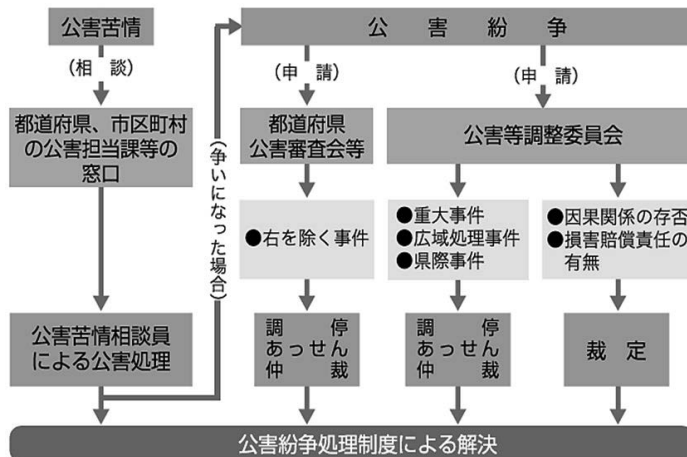 公害苦情
(相　談)
都道府県、市区町村
の公害担当課等の
窓口
公害苦情相談員
による公害処理
(争いになった場合)
公　害　紛　争
(申　請)
都道府県
公害審査会等
●右を除く事件
調　　　停
あっせん
仲　　　裁
(申　請)
公害等調整委員会
●重大事件
●広域処理事件
●県際事件
調　　　停
あっせん
仲　　　裁
●因果関係の存否
●損害賠償責任の
有無
裁　定
公害紛争処理制度による解決